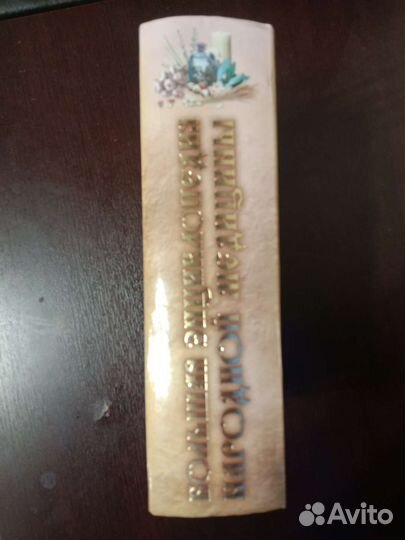 БОЛЬШАЯ ЭНЦИКЛОПЕДИЯ
НАРОДНОЙ МЕДИЦИНЫ
Avito